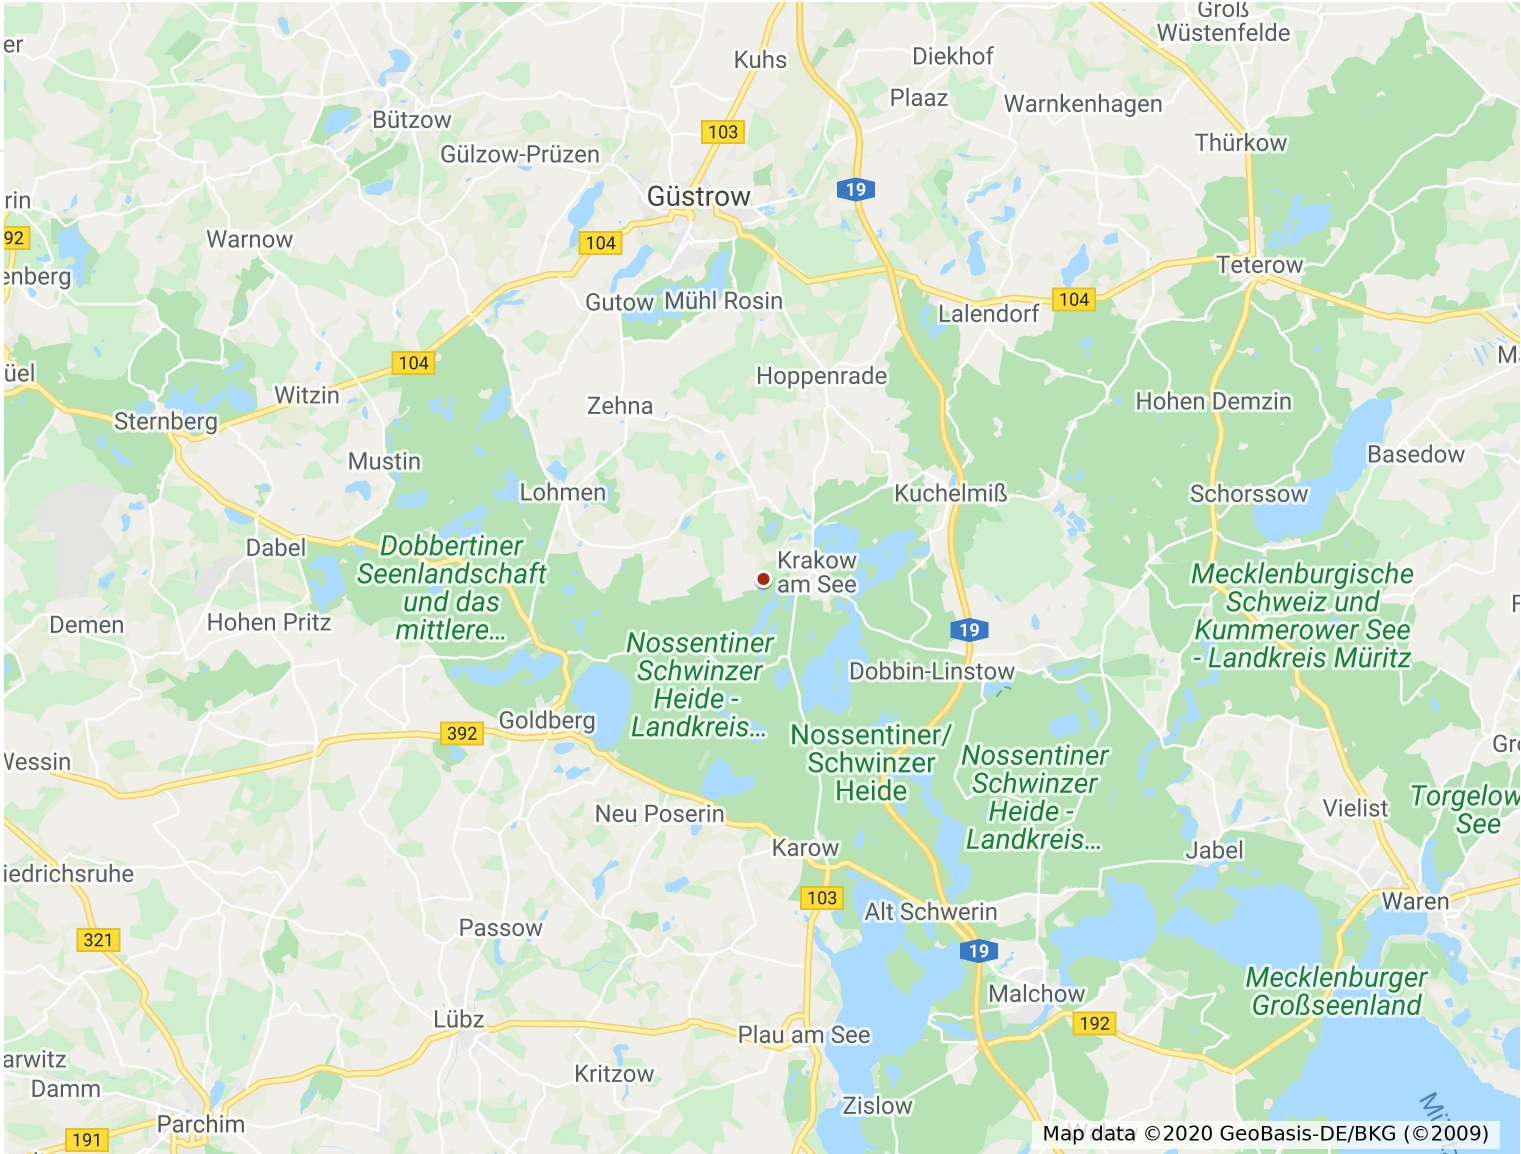 Groß
Wüstenfelde
er
Kuhs
Diekhof
Plaaz
Warnkenhagen
Bützow
103
Thürkow
Gülzow-Prüzen
19
Güstrow
rin
92
Warnow
104
Teterow
enberg
Gutow
Mühl Rosin
104
Lalendorf
104
üel
Hoppenrade
Witzin
Zehna
Hohen Demzin
Sternberg
Basedow
Mustin
Lohmen
Kuchelmiß
Schorssow
Dabel
Dobbertiner
Seenlandschaft
und das
mittlere...
Krakow
am See
Mecklenburgische
Schweiz und
Kummerower See
- Landkreis Müritz
Demen
Hohen Pritz
19
Nossentiner
Schwinzer
Heide -
Landkreis...
Dobbin-Linstow
Goldberg
392
Nossentiner/
Schwinzer
Heide
Nossentiner
Schwinzer
Heide -
Landkreis...
Wessin
Torgelow
See
Vielist
Neu Poserin
Karow
Jabel
iedrichsruhe
103
Alt Schwerin
Waren
Passow
321
19
Malchow
Mecklenburger
Großseenland
Lübz
192
Plau am See
arwitz
Damm
Kritzow
Zislow
Parchim
191
Map data ©2020 GeoBasis-DE/BKG (©2009)